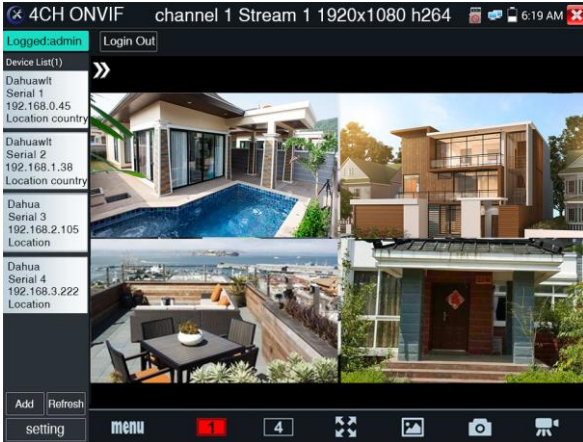 4CH ONVIF channel 1 Stream 1 1920x1080 h264 6:19 AM
Logged:admin Login Out
Device List(1)
Dahuawlt
Serial 1
192.168.0.45
Location country
Dahuawlt
Serial 2
192.168.1.38
Location country
Dahua
Serial 3
192.168.2.105
Location
Dahua
Serial 4
192.168.3.222
Location
Add Refresh
setting menu 1 4